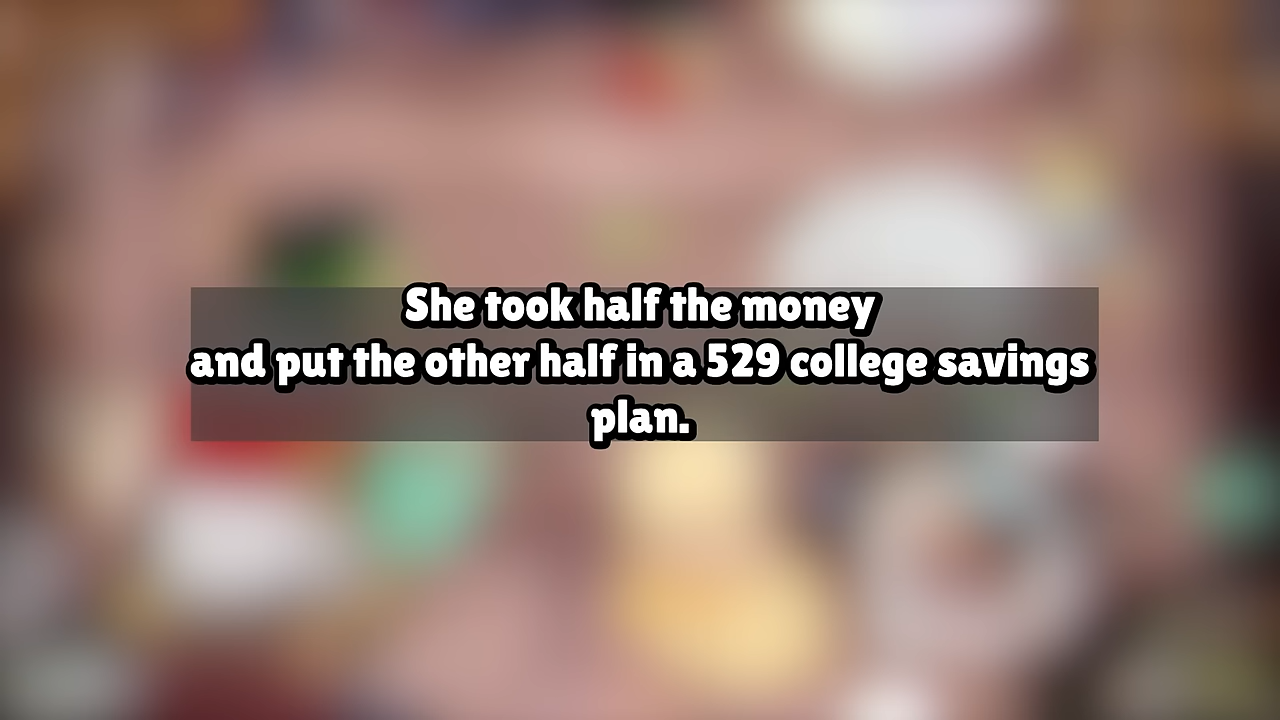 She took half the money
and put the other half in a 529 college savings
plan.